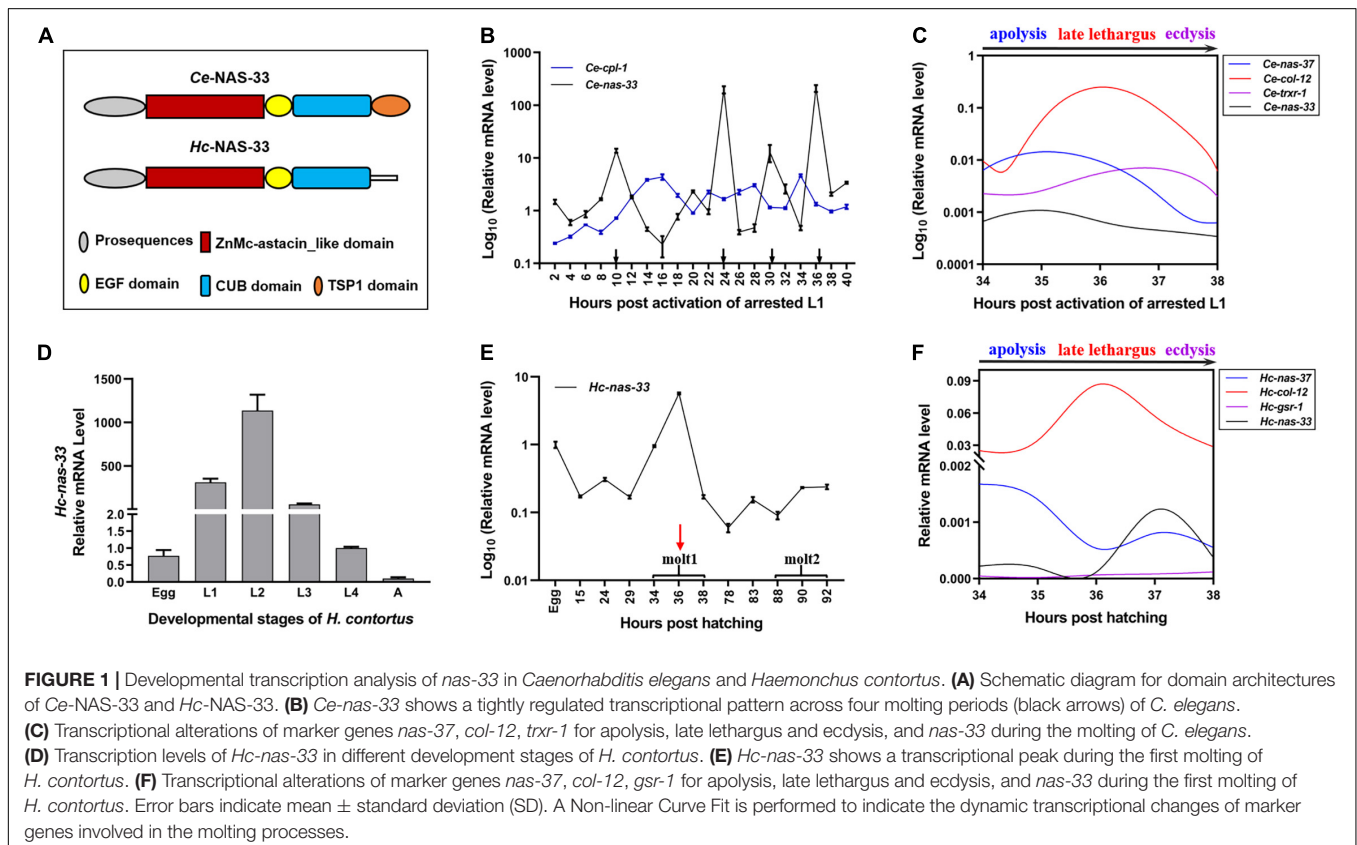 A
Ce-NAS-33
Hc-NAS-33
Prosequences
ZnMc-astacin_like domain
EGF domain
CUB domain
TSP1 domain
B
Log10 (Relative mRNA level)
1000
100
10
1
0.1
Ce-cpl-1
Ce-nas-33
2 4 6 8 10 12 14 16 18 20 22 24 26 28 30 32 34 36 38 40
Hours post activation of arrested L1
C
apolysis late lethargus ecdysis
Log10 (Relative mRNA level)
1
0.1
0.01
0.001
0.0001
34 35 36 37 38
Hours post activation of arrested L1
Ce-nas-37
Ce-col-12
Ce-trxr-1
Ce-nas-33
D
Hc-nas-33
Relative mRNA Level
1500
1000
500
2.0
1.5
1.0
0.5
0.0
Egg L1 L2 L3 L4 A
Developmental stages of H. contortus
E
Log10 (Relative mRNA level)
10
1
0.1
0.01
Hc-nas-33
molt1
molt2
Egg 15 24 29 34 36 38 78 83 88 90 92
Hours post hatching
F
apolysis late lethargus ecdysis
Relative mRNA level
0.09
0.06
0.03
0.002
0.001
0.000
34 35 36 37 38
Hours post hatching
Hc-nas-37
Hc-col-12
Hc-gsr-1
Hc-nas-33
FIGURE 1 | Developmental transcription analysis of nas-33 in Caenorhabditis elegans and Haemonchus contortus. (A) Schematic diagram for domain architectures
of Ce-NAS-33 and Hc-NAS-33. (B) Ce-nas-33 shows a tightly regulated transcriptional pattern across four molting periods (black arrows) of C. elegans.
(C) Transcriptional alterations of marker genes nas-37, col-12, trxr-1 for apolysis, late lethargus and ecdysis, and nas-33 during the molting of C. elegans.
(D) Transcription levels of Hc-nas-33 in different development stages of H. contortus. (E) Hc-nas-33 shows a transcriptional peak during the first molting of
H. contortus. (F) Transcriptional alterations of marker genes nas-37, col-12, gsr-1 for apolysis, late lethargus and ecdysis, and nas-33 during the first molting of
H. contortus. Error bars indicate mean ± standard deviation (SD). A Non-linear Curve Fit is performed to indicate the dynamic transcriptional changes of marker
genes involved in the molting processes.